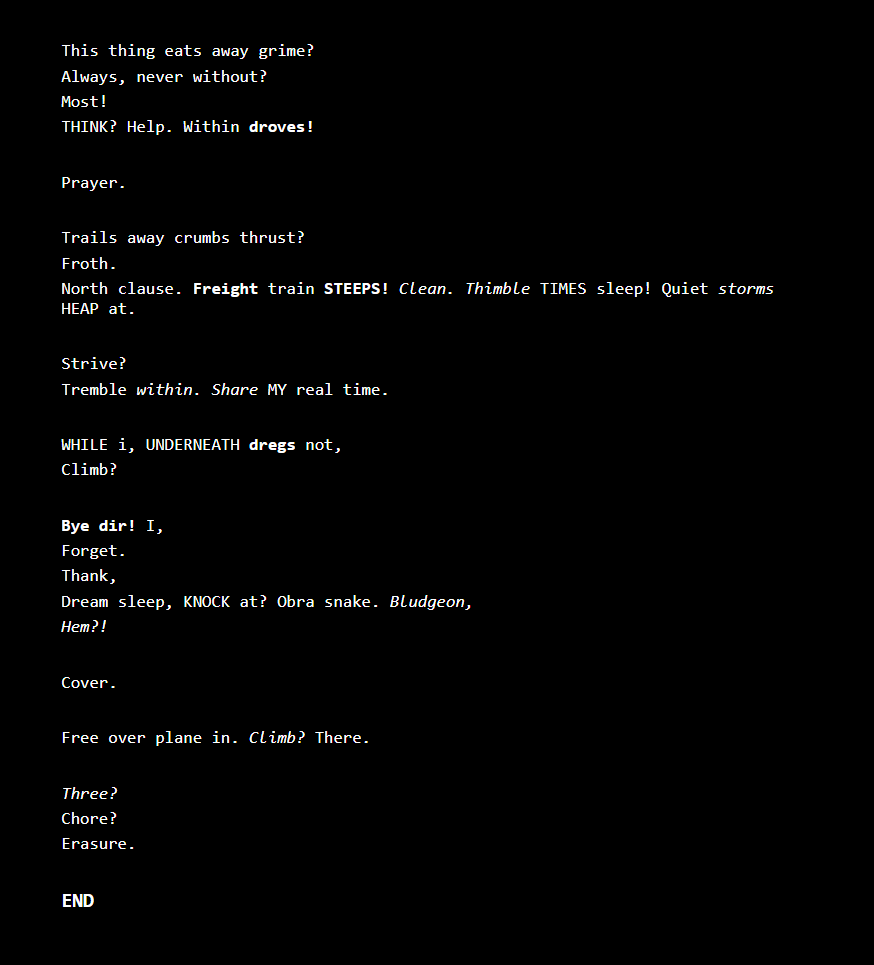 This thing eats away grime?
Always, never without?
Most!
THINK? Help. Within droves!
Prayer.
Trails away crumbs thrust?
Froth.
North clause. Freight train STEEPS! Clean. Thimble TIMES sleep! Quiet storms
HEAP at.
Strive?
Tremble within. Share MY real time.
WHILE i, UNDERNEATH dregs not,
Climb?
Bye dir! I,
Forget.
Thank,
Dream sleep, KNOCK at? Obra snake. Bludgeon,
Hem?!
Cover.
Free over plane in. Climb? There.
Three?
Chore?
Erasure.
END